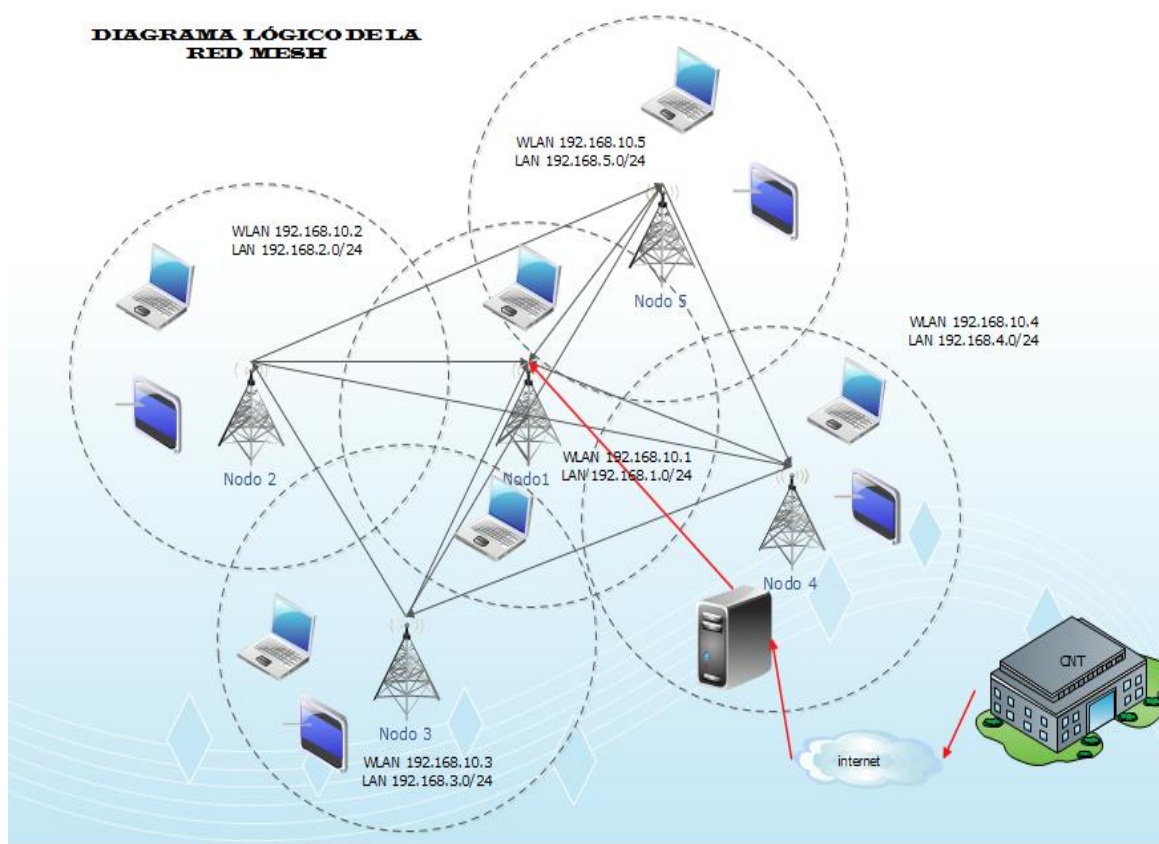 DIAGRAMA LÓGICO DE LA
RED MESH
WLAN 192.168.10.5
LAN 192.168.5.0/24
WLAN 192.168.10.2
LAN 192.168.2.0/24
Nodo 5
WLAN 192.168.10.4
LAN 192.168.4.0/24
Nodo 2
Nodo1
WLAN 192.168.10.1
LAN 192.168.1.0/24
Nodo 4
CNT
Nodo 3
WLAN 192.168.10.3
LAN 192.168.3.0/24
internet